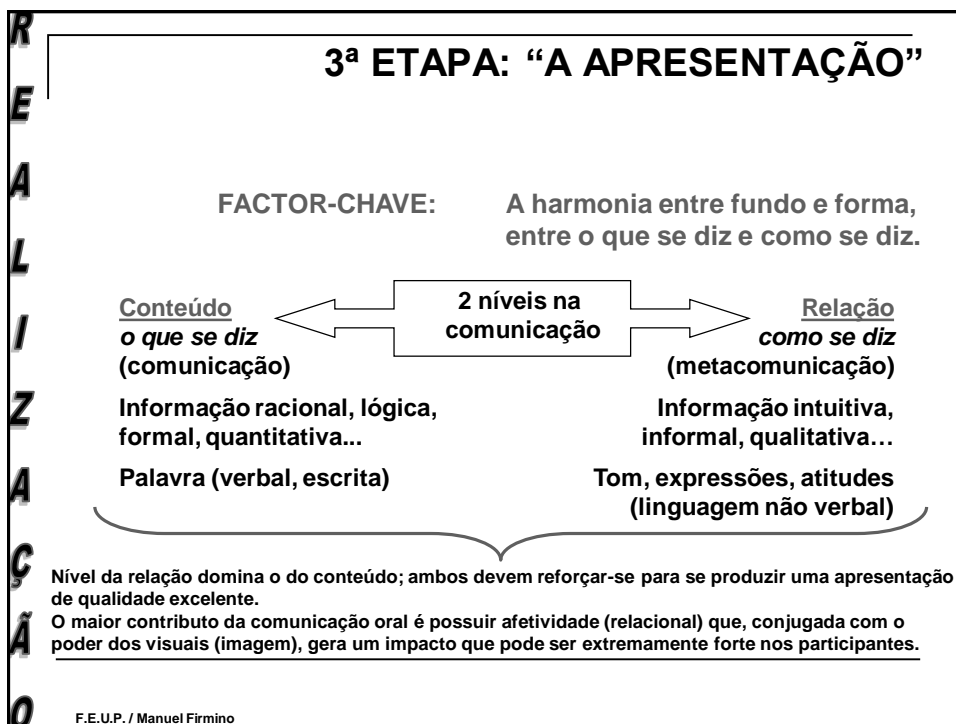 REALIZAÇÃO
3ª ETAPA: “A APRESENTAÇÃO”
FACTOR-CHAVE:
A harmonia entre fundo e forma,
entre o que se diz e como se diz.
2 níveis na
comunicação
Conteúdo
o que se diz
(comunicação)
Informação racional, lógica,
formal, quantitativa...
Palavra (verbal, escrita)
Relação
como se diz
(metacomunicação)
Informação intuitiva,
informal, qualitativa…
Tom, expressões, atitudes
(linguagem não verbal)
Nível da relação domina o do conteúdo; ambos devem reforçar-se para se produzir uma apresentação
de qualidade excelente.
O maior contributo da comunicação oral é possuir afetividade (relacional) que, conjugada com o
poder dos visuais (imagem), gera um impacto que pode ser extremamente forte nos participantes.
F.E.U.P. / Manuel Firmino